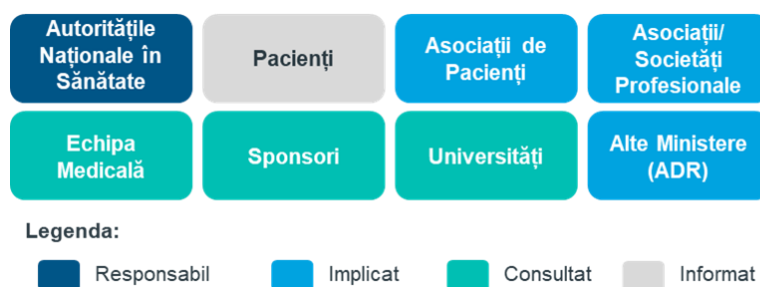 Autoritățile
Naționale în
Sănătate
Pacienți
Asociații de
Pacienți
Asociații/
Societăți
Profesionale
Echipa
Medicală
Sponsori
Universități
Alte Ministere
(ADR)
Legenda:
Responsabil
Implicat
Consultat
Informat